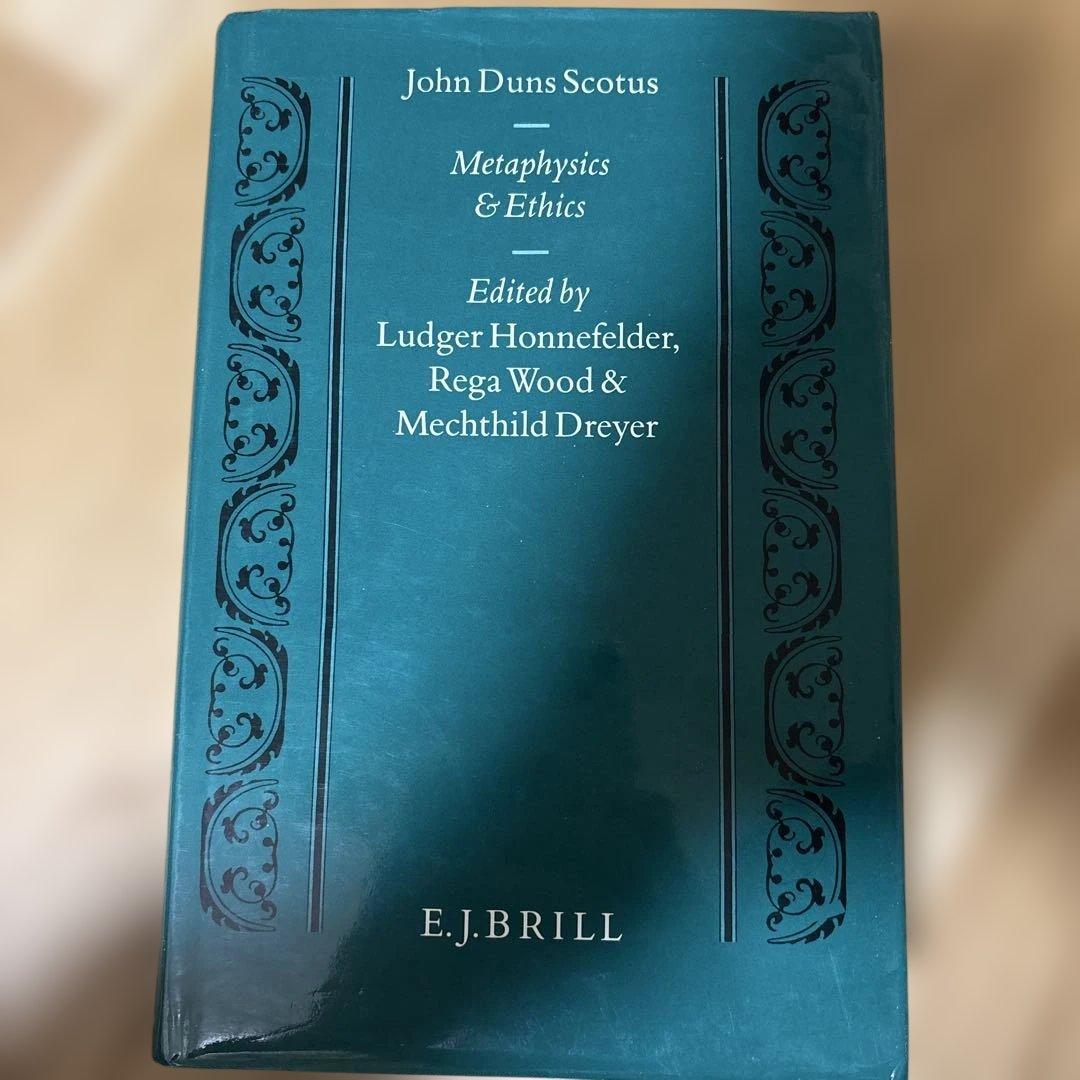 John Duns Scotus
Metaphysics
& Ethics
Edited by
Ludger Honnefelder,
Rega Wood &
Mechthild Dreyer
E.J.BRILL